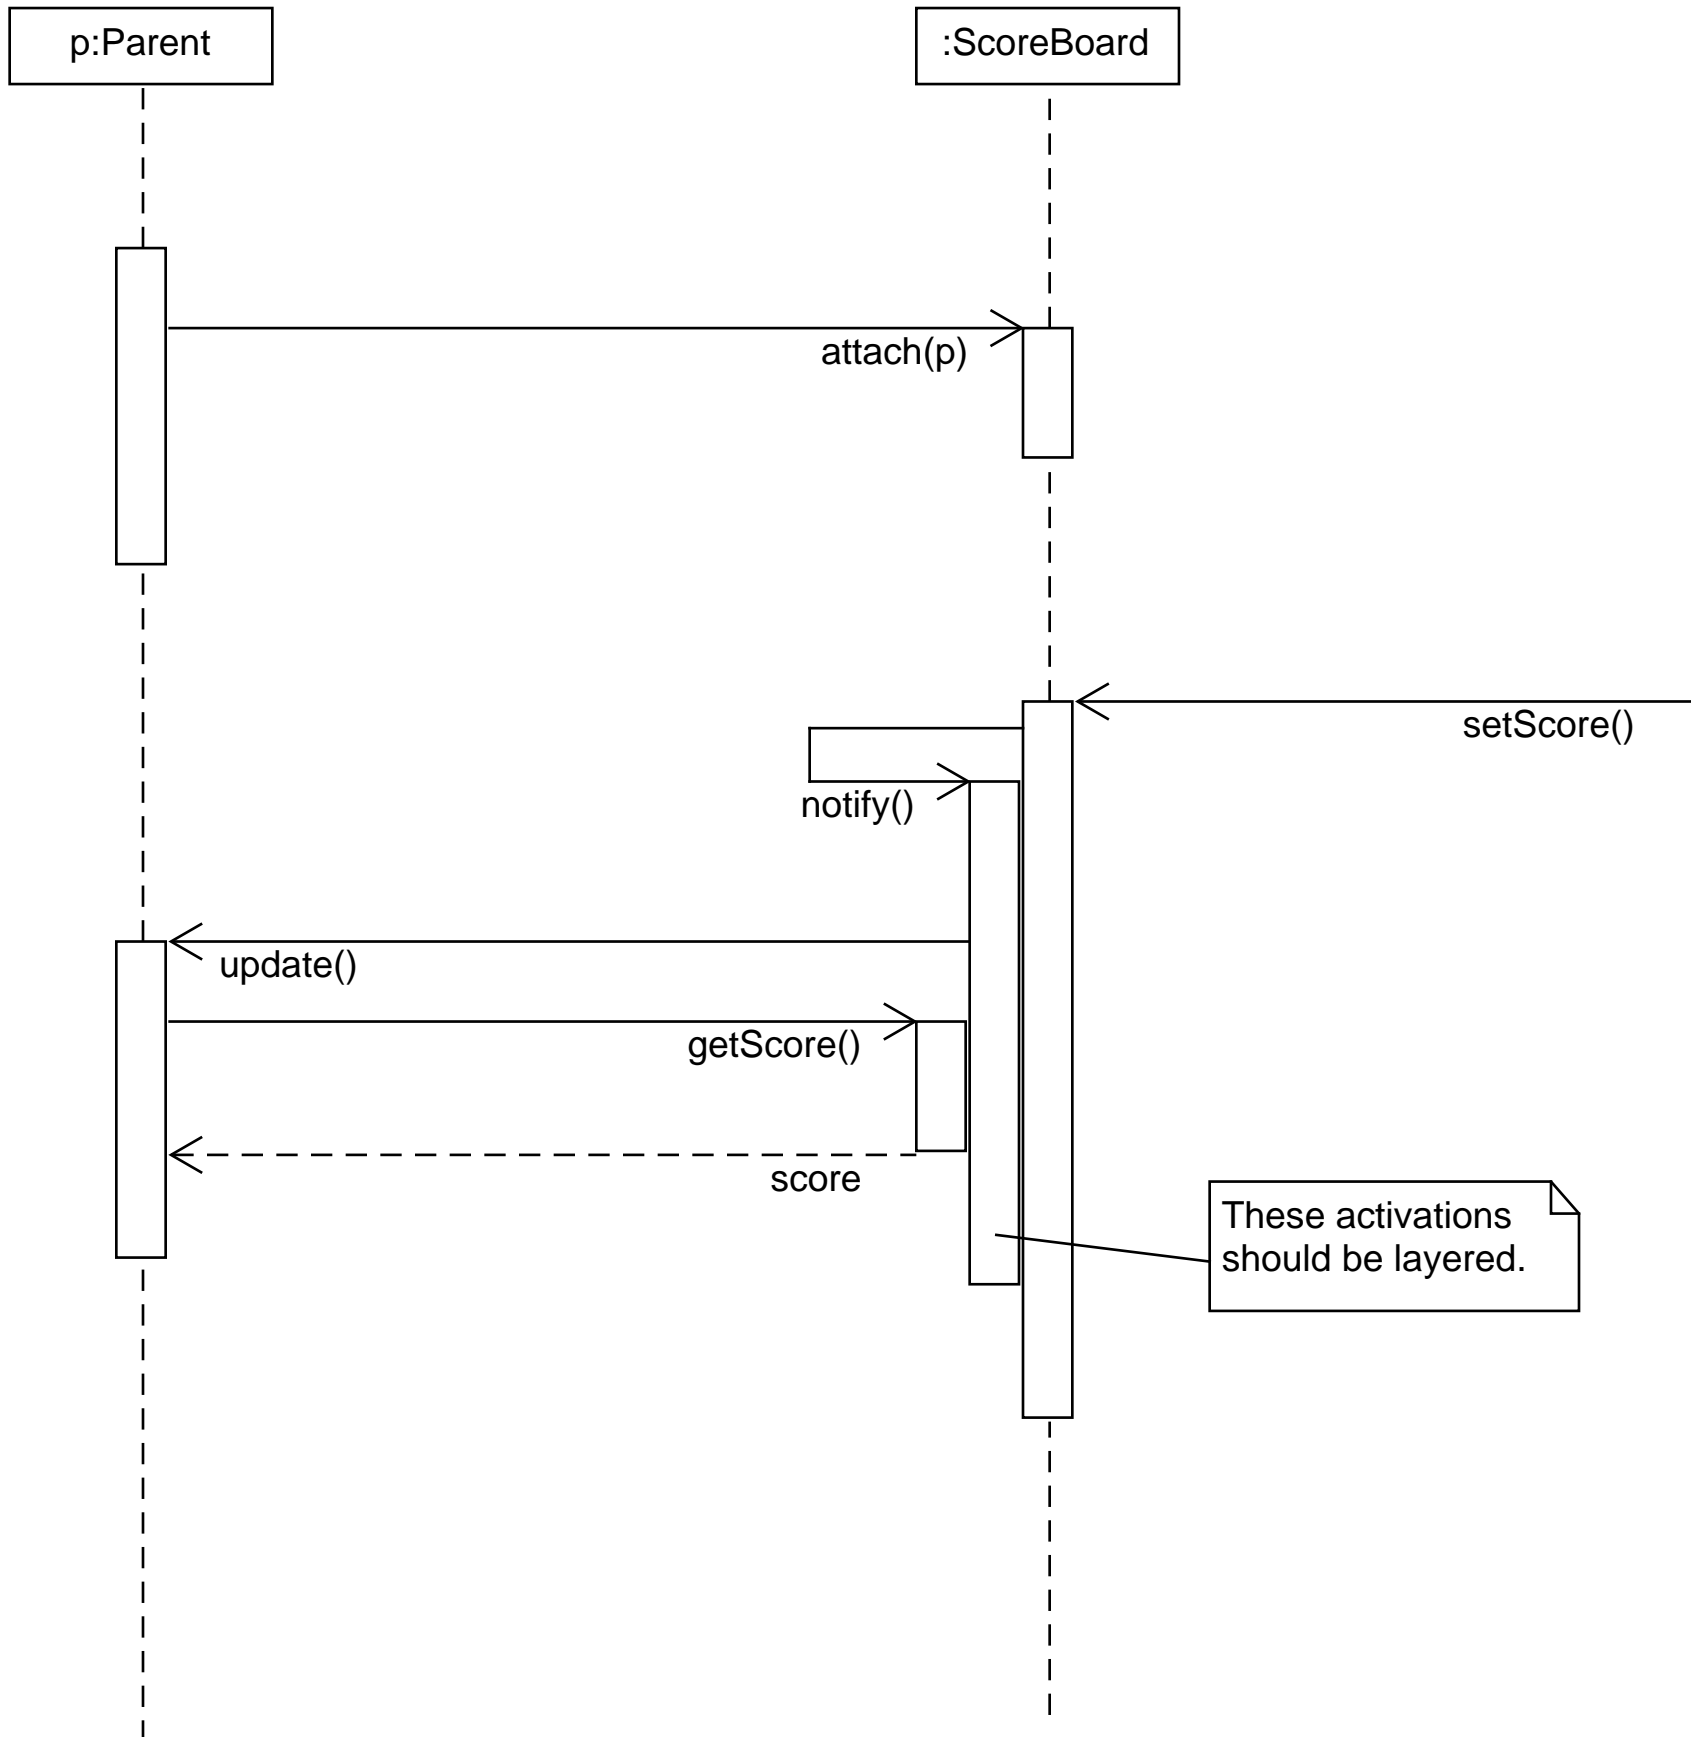 p:Parent
:ScoreBoard
attach(p)
setScore()
notify()
update()
getScore()
score
These activations
should be layered.